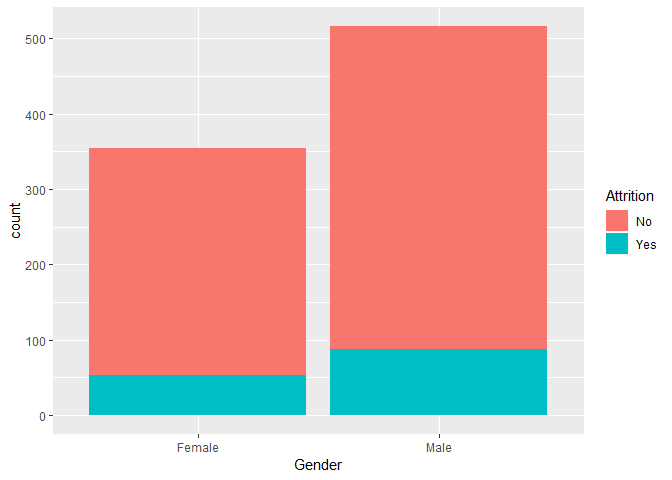 500
400
300
200
100
0
count
Female Male
Gender
Attrition
No
Yes